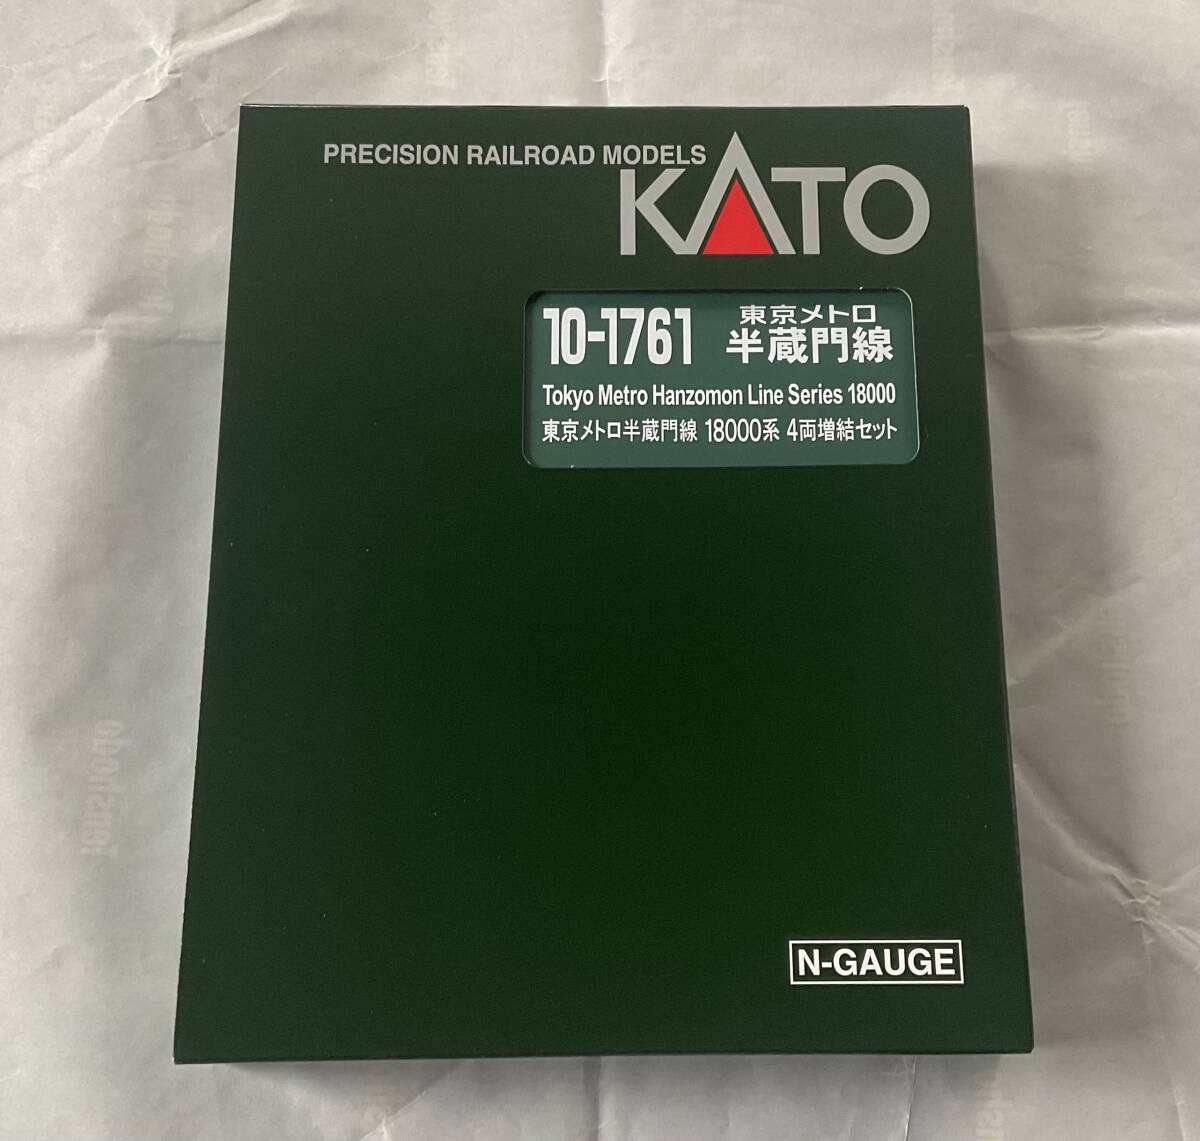 PRECISION RAILROAD MODELS
KATO
10-1761
東京メトロ
半蔵門線
Tokyo Metro Hanzomon Line Series 18000
東京メトロ半蔵門線 18000系 4両増結セット
N-GAUGE